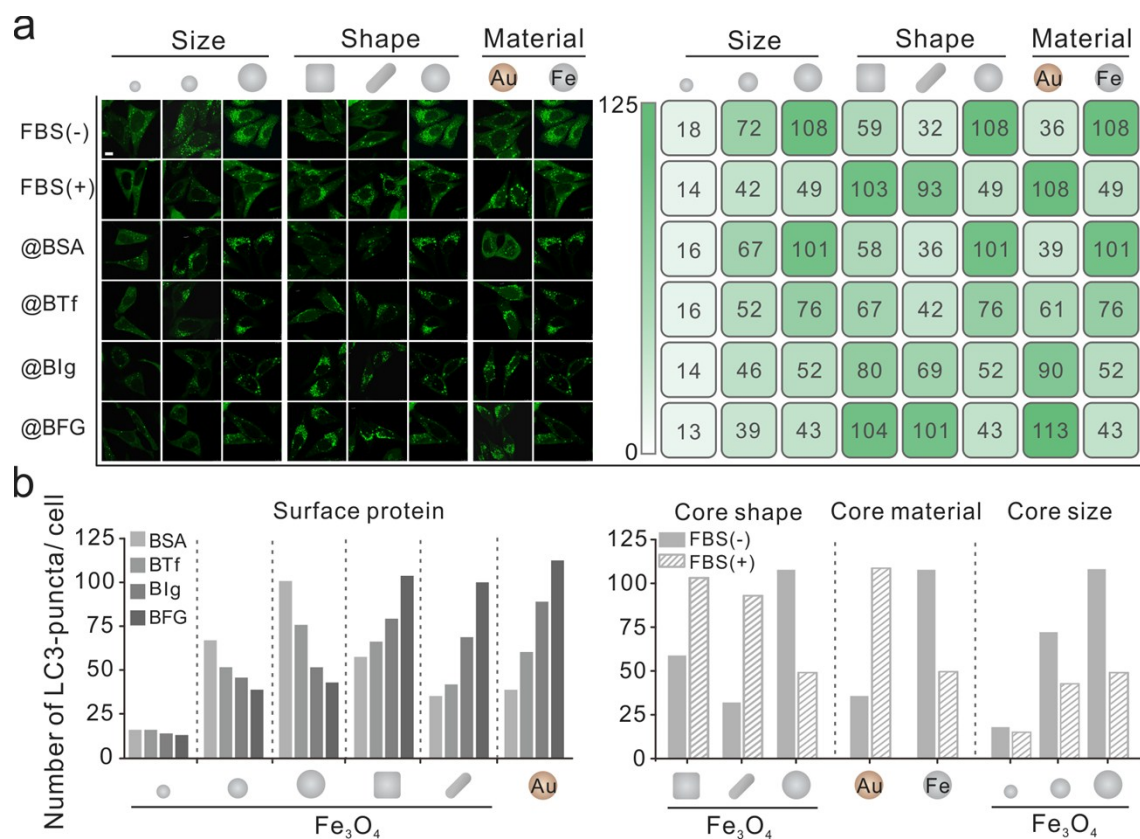 a
Size Shape Material Size Shape Material
Au Fe Au Fe
125
FBS(-) 18 72 108 59 32 108 36 108
FBS(+) 14 42 49 103 93 49 108 49
@BSA 16 67 101 58 36 101 39 101
@BTf 16 52 76 67 42 76 61 76
@BIg 14 46 52 80 69 52 90 52
@BFG 13 39 43 104 101 43 113 43
0
b
Number of LC3-puncta/ cell
Surface protein
125
100
75
50
25
0
BSA
BTf
BIg
BFG
Au
Fe₃O₄
Core shape Core material Core size
125
100
75
50
25
0
FBS(-)
FBS(+)
Au Fe
Fe₃O₄ Fe₃O₄